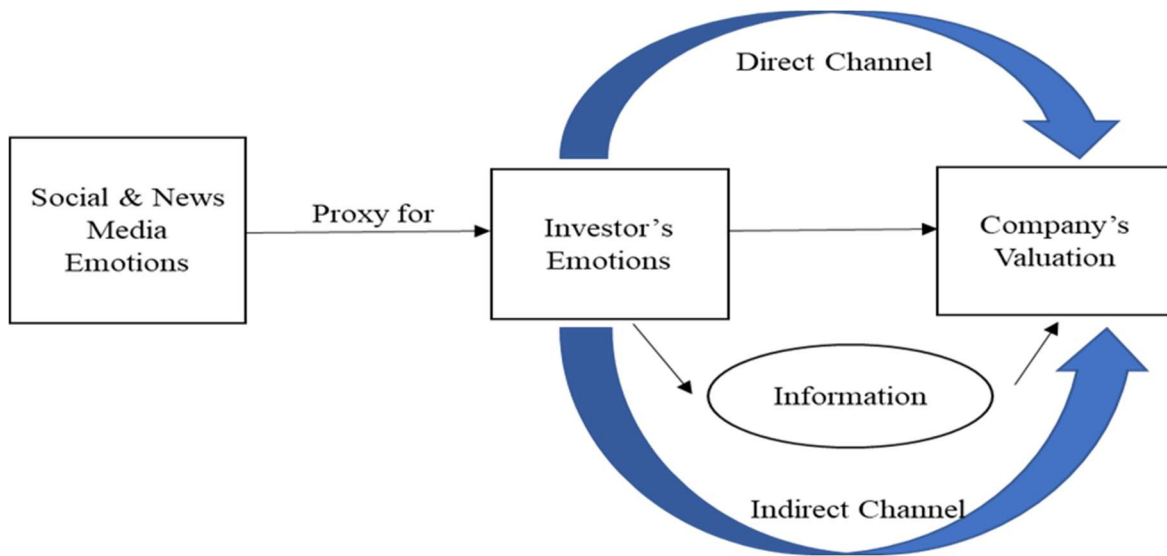 Direct Channel
Social & News
Media
Emotions
Proxy for
Investor’s
Emotions
Company’s
Valuation
Information
Indirect Channel